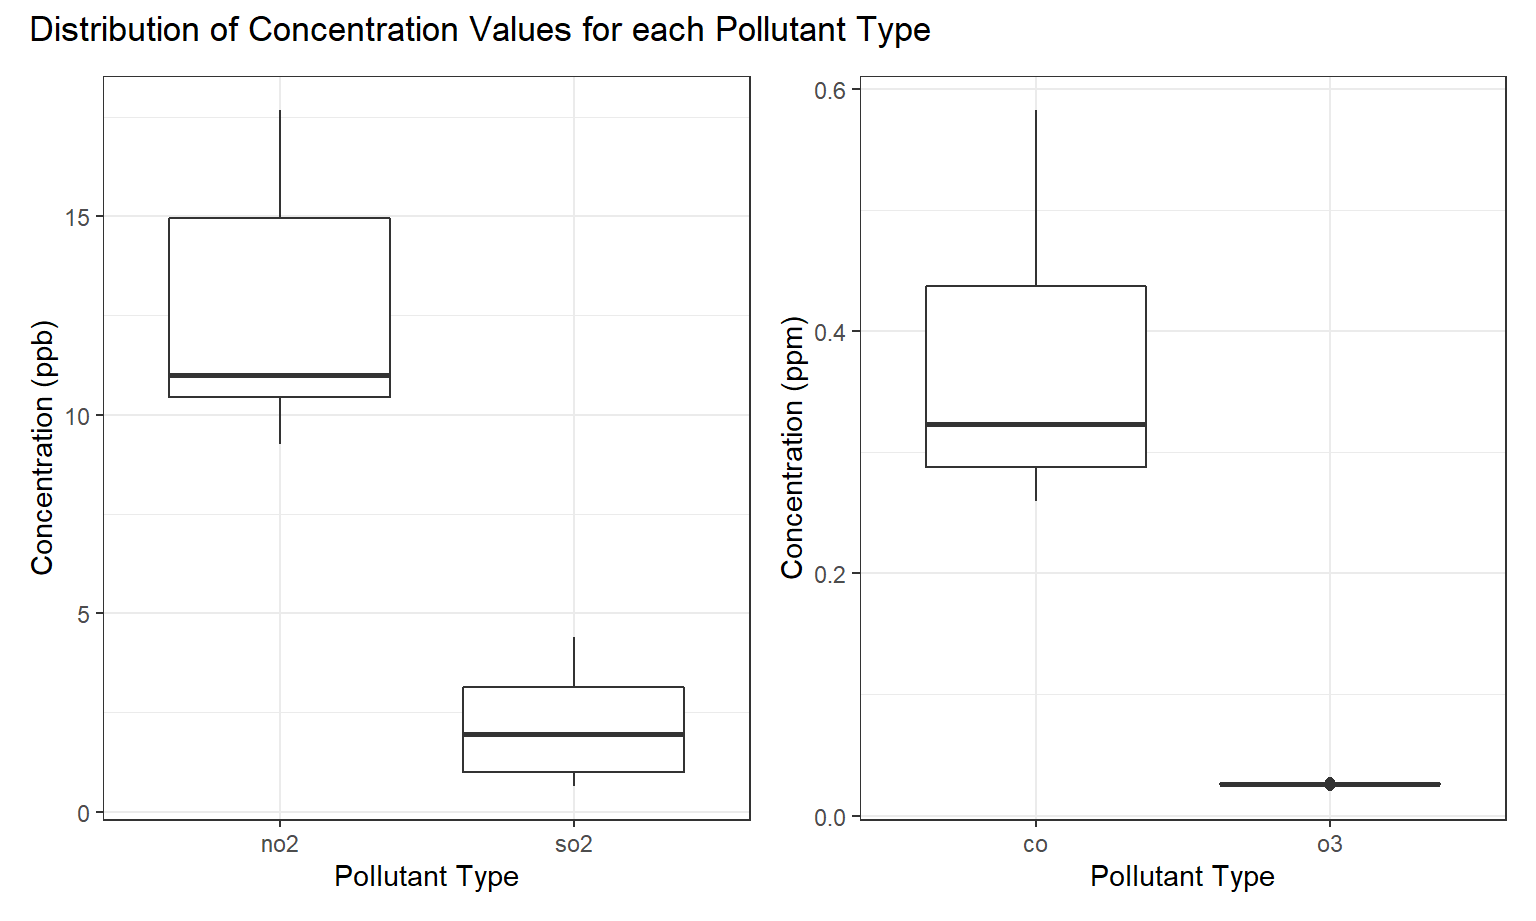 Distribution of Concentration Values for each Pollutant Type
Concentration (ppb)
15
10
5
0
no2 so2
Pollutant Type
Concentration (ppm)
0.6
0.4
0.2
0.0
co o3
Pollutant Type